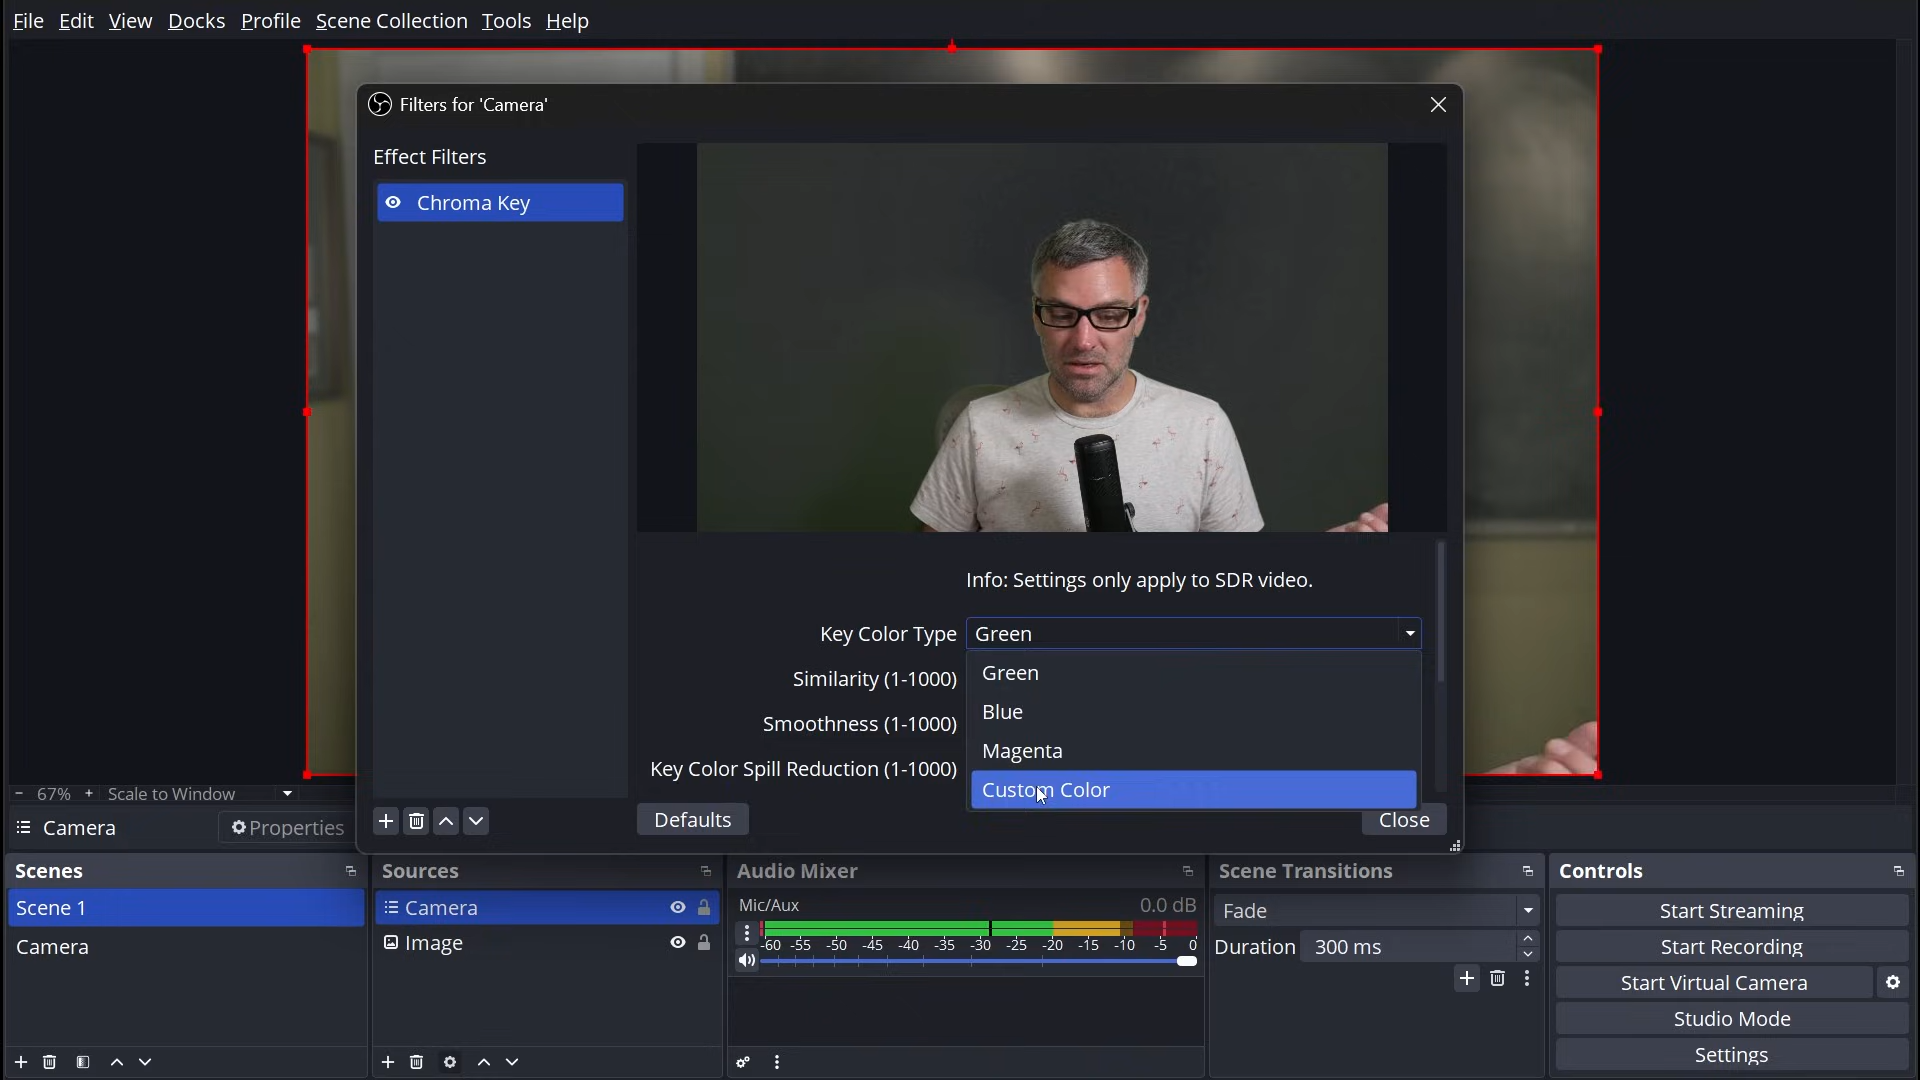 File Edit View Docks Profile Scene Collection Tools Help
Filters for 'Camera'
Effect Filters
Chroma Key
Info: Settings only apply to SDR video.
Key Color Type Green
Green
Similarity (1-1000)
Blue
Smoothness (1-1000)
Magenta
Key Color Spill Reduction (1-1000)
Custom Color
Defaults
Close
- 67% + Scale to Window
Camera
Properties
Scenes
Scene 1
Camera
Sources
Camera
Image
Audio Mixer
Mic/Aux 0.0 dB
-60 -55 -50 -45 -40 -35 -30 -25 -20 -15 -10 -5 0
Scene Transitions
Fade
Duration 300 ms
Controls
Start Streaming
Start Recording
Start Virtual Camera
Studio Mode
Settings